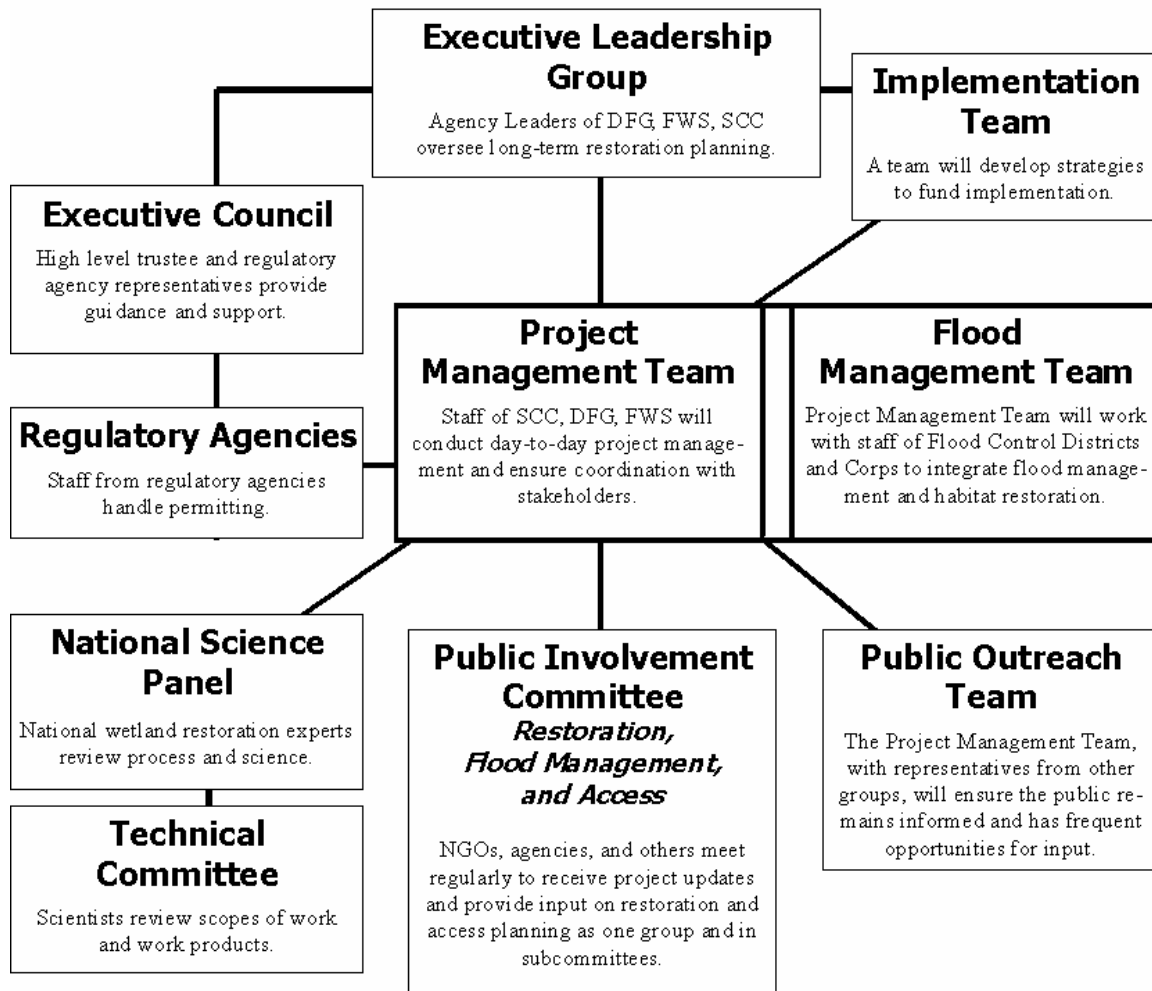 Executive Leadership
Group
Agency Leaders of DFG, FWS, SCC
oversee long-term restoration planning.
Implementation
Team
A team will develop strategies
to fund implementation.
Executive Council
High level trustee and regulatory
agency representatives provide
guidance and support.
Project
Management Team
Staff of SCC, DFG, FWS will
conduct day-to-day project manage-
ment and ensure coordination with
stakeholders.
Flood
Management Team
Project Management Team will work
with staff of Flood Control Districts
and Corps to integrate flood manage-
ment and habitat restoration.
Regulatory Agencies
Staff from regulatory agencies
handle permitting.
National Science
Panel
National wetland restoration experts
review process and science.
Technical
Committee
Scientists review scopes of work
and work products.
Public Involvement
Committee
Restoration,
Flood Management,
and Access
NGOs, agencies, and others meet
regularly to receive project updates
and provide input on restoration and
access planning as one group and in
subcommittees.
Public Outreach
Team
The Project Management Team,
with representatives from other
groups, will ensure the public re-
mains informed and has frequent
opportunities for input.